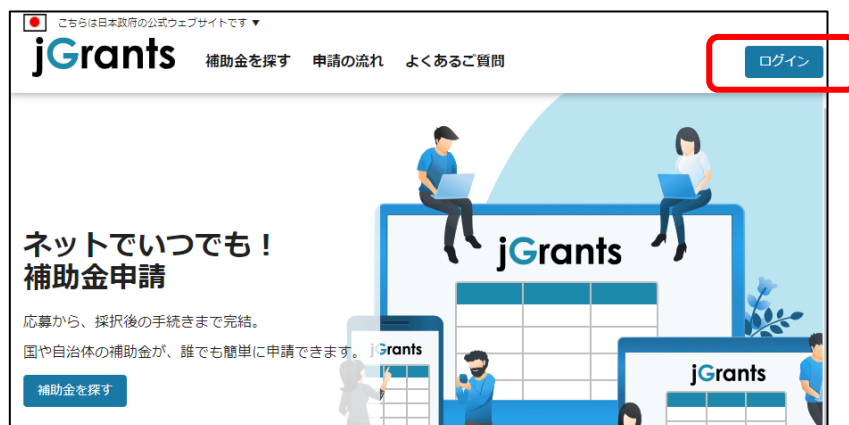 こちらは日本政府の公式ウェブサイトです ▼
jGrants 補助金を探す 申請の流れ よくあるご質問 ログイン
ネットでいつでも！
補助金申請
応募から、採択後の手続きまで完結。
国や自治体の補助金が、誰でも簡単に申請できます。
補助金を探す
jGrants
jGrants
jGrants